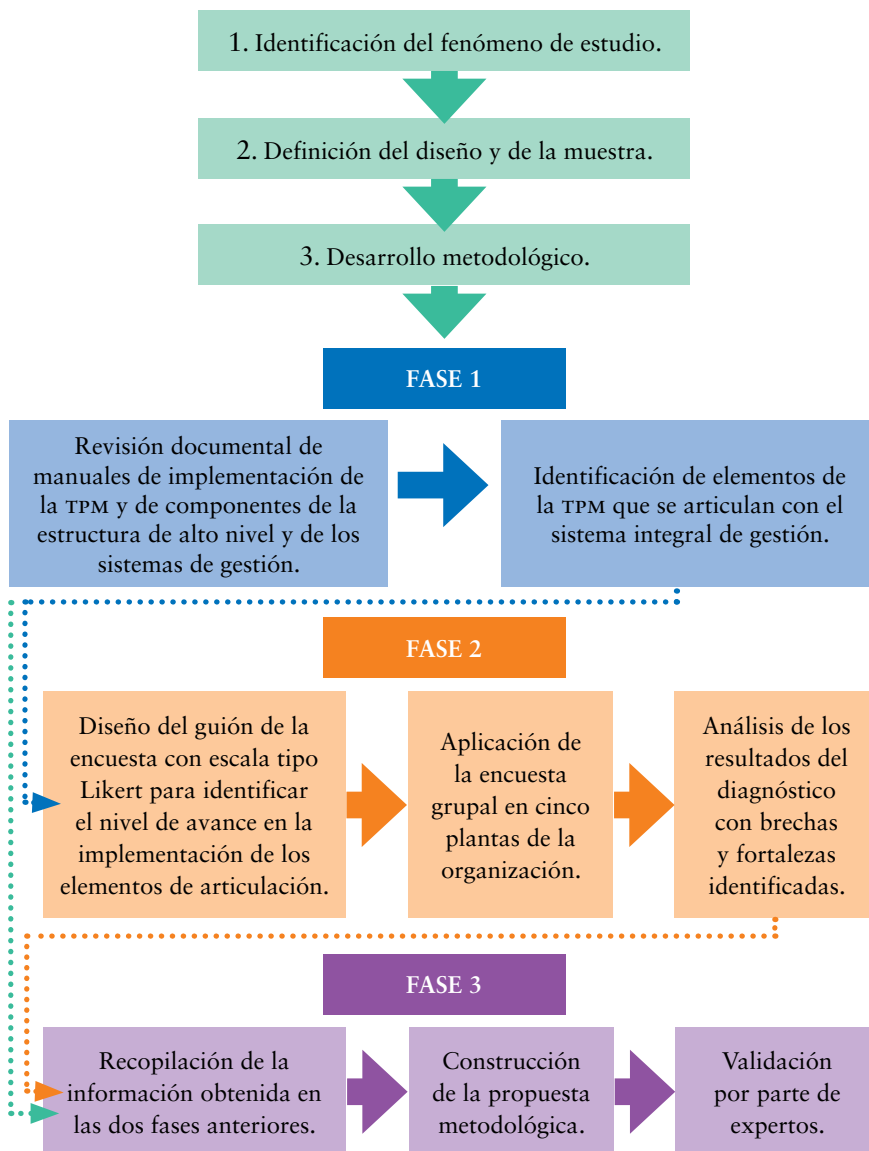 1. Identificación del fenómeno de estudio.
2. Definición del diseño y de la muestra.
3. Desarrollo metodológico.
FASE 1
Revisión documental de
manuales de implementación de
la TPM y de componentes de la
estructura de alto nivel y de los
sistemas de gestión.
Identificación de elementos de
la TPM que se articulan con el
sistema integral de gestión.
FASE 2
Diseño del guión de la
encuesta con escala tipo
Likert para identificar
el nivel de avance en la
implementación de los
elementos de articulación.
Aplicación de
la encuesta
grupal en cinco
plantas de la
organización.
Análisis de los
resultados del
diagnóstico
con brechas
y fortalezas
identificadas.
FASE 3
Recopilación de la
información obtenida en
las dos fases anteriores.
Construcción
de la propuesta
metodológica.
Validación
por parte de
expertos.